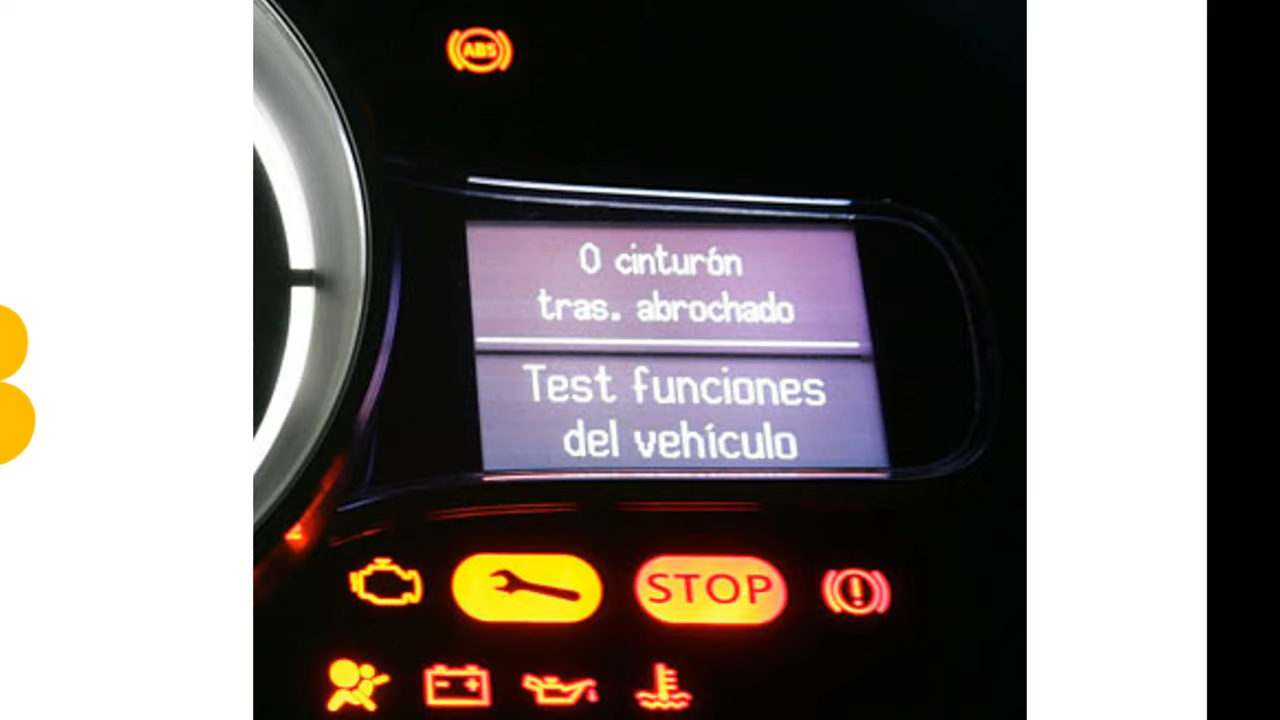 ABS
0 cinturón
tras. abrochado
Test funciones
del vehículo
STOP